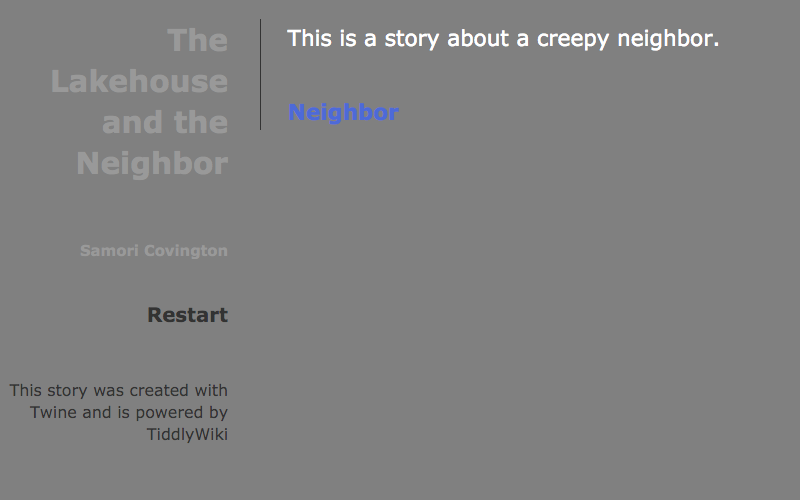 The
Lakehouse
and the
Neighbor
Samori Covington
Restart
This story was created with
Twine and is powered by
TiddlyWiki
This is a story about a creepy neighbor.
Neighbor